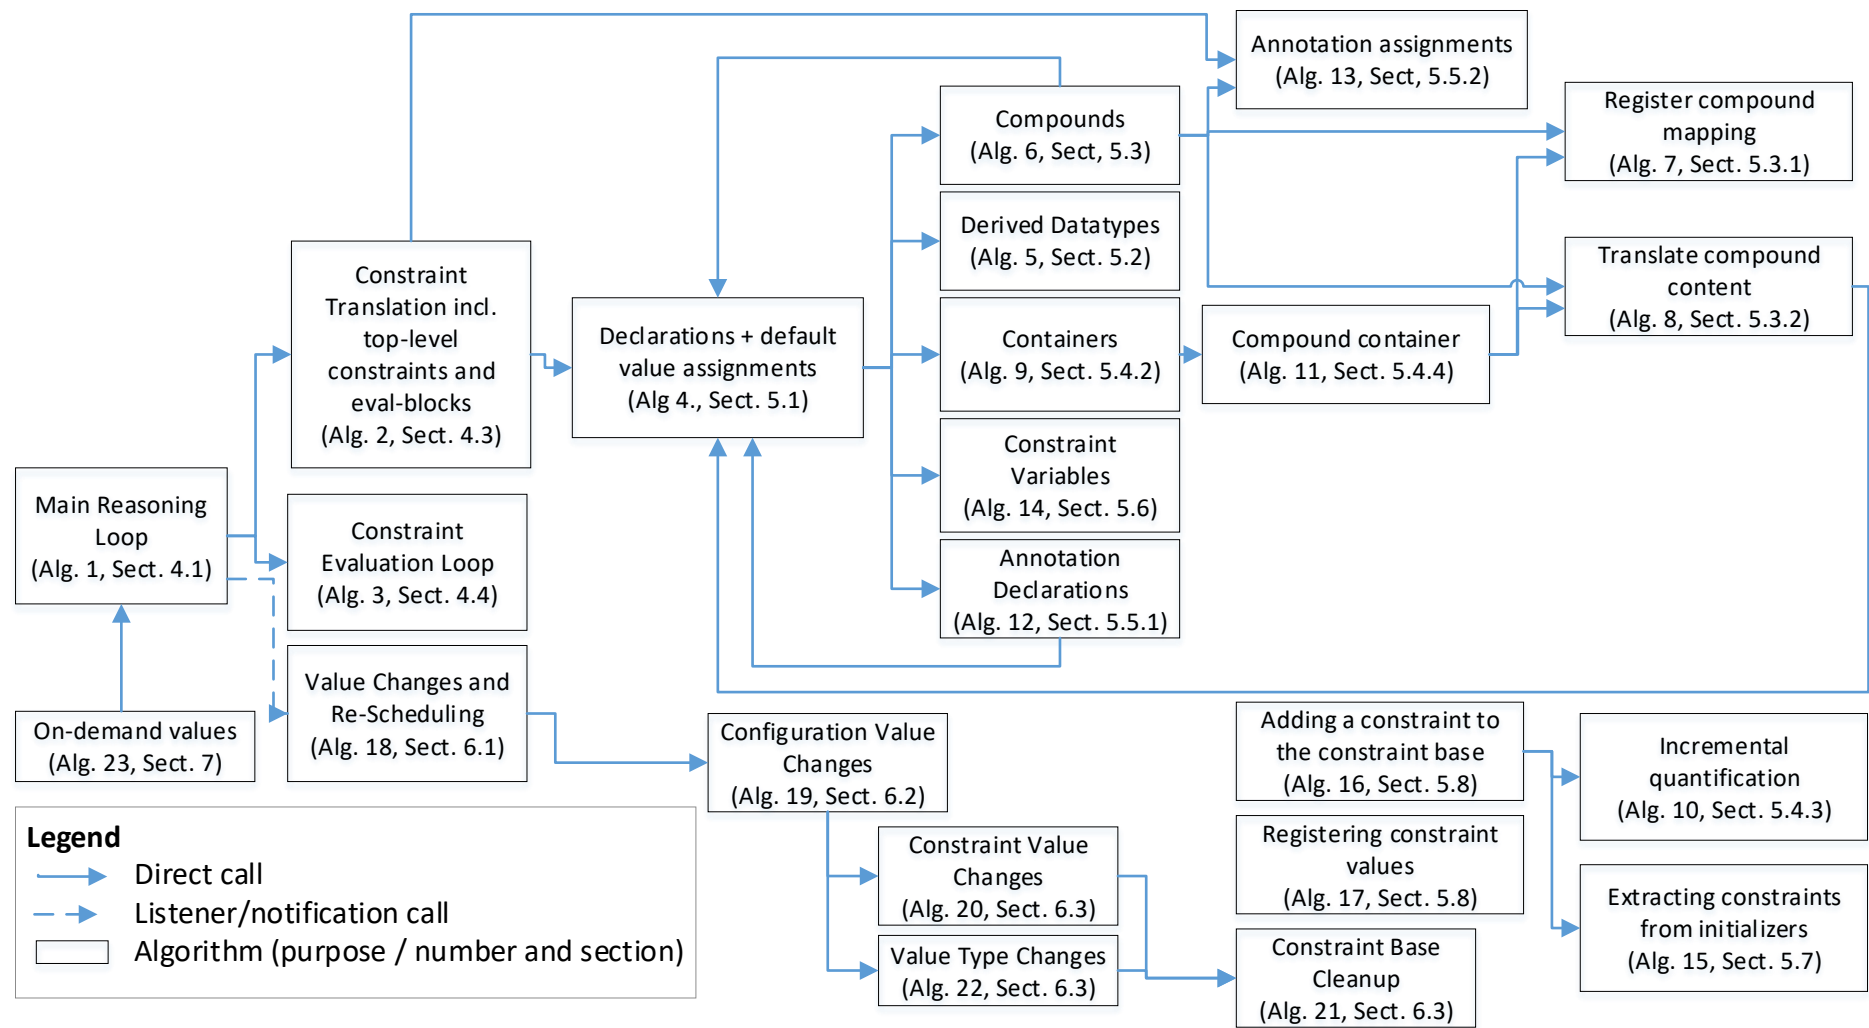 Annotation assignments
(Alg. 13, Sect, 5.5.2)
Register compound
mapping
(Alg. 7, Sect. 5.3.1)
Compounds
(Alg. 6, Sect, 5.3)
Derived Datatypes
(Alg. 5, Sect. 5.2)
Translate compound
content
(Alg. 8, Sect. 5.3.2)
Constraint
Translation incl.
top-level
constraints and
eval-blocks
(Alg. 2, Sect. 4.3)
Declarations + default
value assignments
(Alg 4., Sect. 5.1)
Containers
(Alg. 9, Sect. 5.4.2)
Compound container
(Alg. 11, Sect. 5.4.4)
Constraint
Variables
(Alg. 14, Sect. 5.6)
Main Reasoning
Loop
(Alg. 1, Sect. 4.1)
Constraint
Evaluation Loop
(Alg. 3, Sect. 4.4)
Annotation
Declarations
(Alg. 12, Sect. 5.5.1)
Value Changes and
Re-Scheduling
(Alg. 18, Sect. 6.1)
On-demand values
(Alg. 23, Sect. 7)
Configuration Value
Changes
(Alg. 19, Sect. 6.2)
Adding a constraint to
the constraint base
(Alg. 16, Sect. 5.8)
Incremental
quantification
(Alg. 10, Sect. 5.4.3)
Registering constraint
values
(Alg. 17, Sect. 5.8)
Constraint Value
Changes
(Alg. 20, Sect. 6.3)
Extracting constraints
from initializers
(Alg. 15, Sect. 5.7)
Value Type Changes
(Alg. 22, Sect. 6.3)
Constraint Base
Cleanup
(Alg. 21, Sect. 6.3)
Legend
Direct call
Listener/notification call
Algorithm (purpose / number and section)